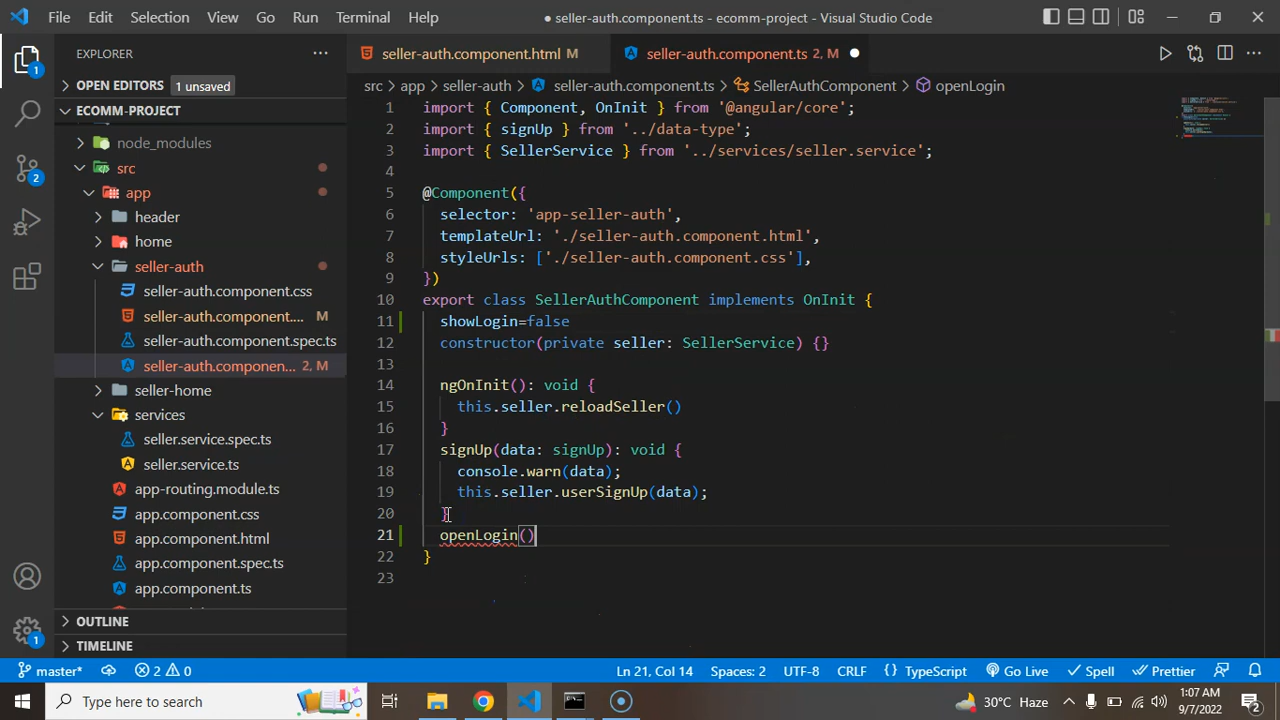 File Edit Selection View Go Run Terminal Help
● seller-auth.component.ts - ecomm-project - Visual Studio Code
EXPLORER
OPEN EDITORS 1 unsaved
ECOMM-PROJECT
node_modules
src
app
header
home
seller-auth
seller-auth.component.css
seller-auth.component.... M
seller-auth.component.spec.ts
seller-auth.componen... 2, M
seller-home
services
seller.service.spec.ts
seller.service.ts
app-routing.module.ts
app.component.css
app.component.html
app.component.spec.ts
app.component.ts
OUTLINE
TIMELINE
1
2
1
seller-auth.component.html M
seller-auth.component.ts 2, M
src > app > seller-auth > seller-auth.component.ts > SellerAuthComponent > openLogin
1 import { Component, OnInit } from '@angular/core';
2 import { signUp } from '../data-type';
3 import { SellerService } from '../services/seller.service';
4
5 @Component({
6 selector: 'app-seller-auth',
7 templateUrl: './seller-auth.component.html',
8 styleUrls: ['./seller-auth.component.css'],
9 })
10 export class SellerAuthComponent implements OnInit {
11 showLogin=false
12 constructor(private seller: SellerService) {}
13
14 ngOnInit(): void {
15 this.seller.reloadSeller()
16 }
17 signUp(data: signUp): void {
18 console.warn(data);
19 this.seller.userSignUp(data);
20 }
21 openLogin()
22 }
23
master* 2 0 Ln 21, Col 14 Spaces: 2 UTF-8 CRLF { } TypeScript Go Live Spell Prettier
Type here to search
30°C Haze
1:07 AM
9/7/2022
2